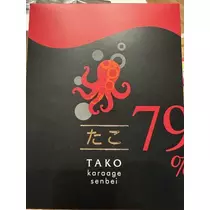 たこ
79%
TAKO
karaage
senbei